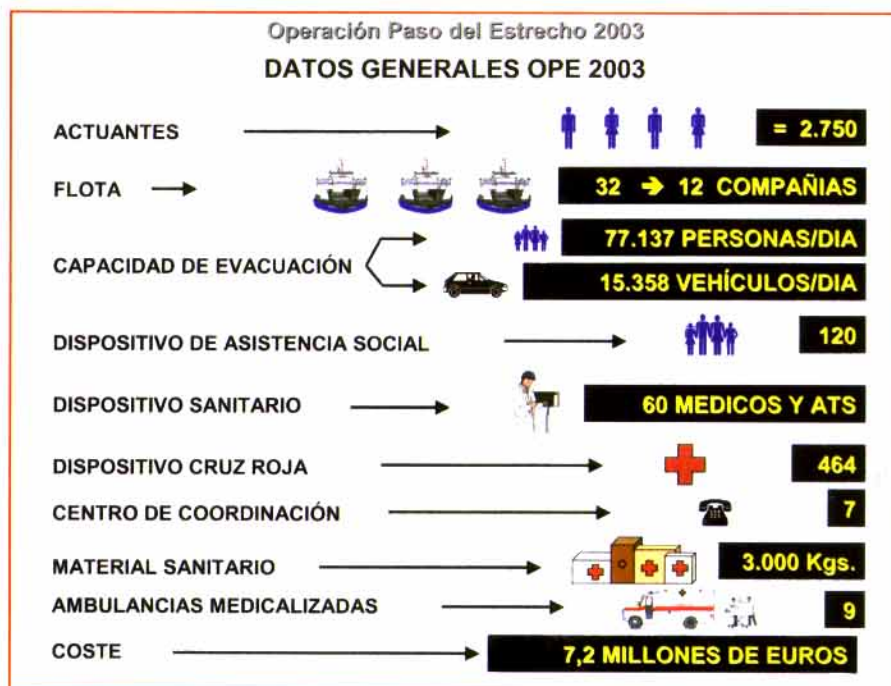 Operación Paso del Estrecho 2003
DATOS GENERALES OPE 2003
ACTUANTES = 2.750
FLOTA 32 ➔ 12 COMPAÑIAS
77.137 PERSONAS/DIA
CAPACIDAD DE EVACUACIÓN
15.358 VEHÍCULOS/DIA
DISPOSITIVO DE ASISTENCIA SOCIAL 120
DISPOSITIVO SANITARIO 60 MEDICOS Y ATS
DISPOSITIVO CRUZ ROJA 464
CENTRO DE COORDINACIÓN 7
MATERIAL SANITARIO 3.000 Kgs.
AMBULANCIAS MEDICALIZADAS 9
COSTE 7,2 MILLONES DE EUROS